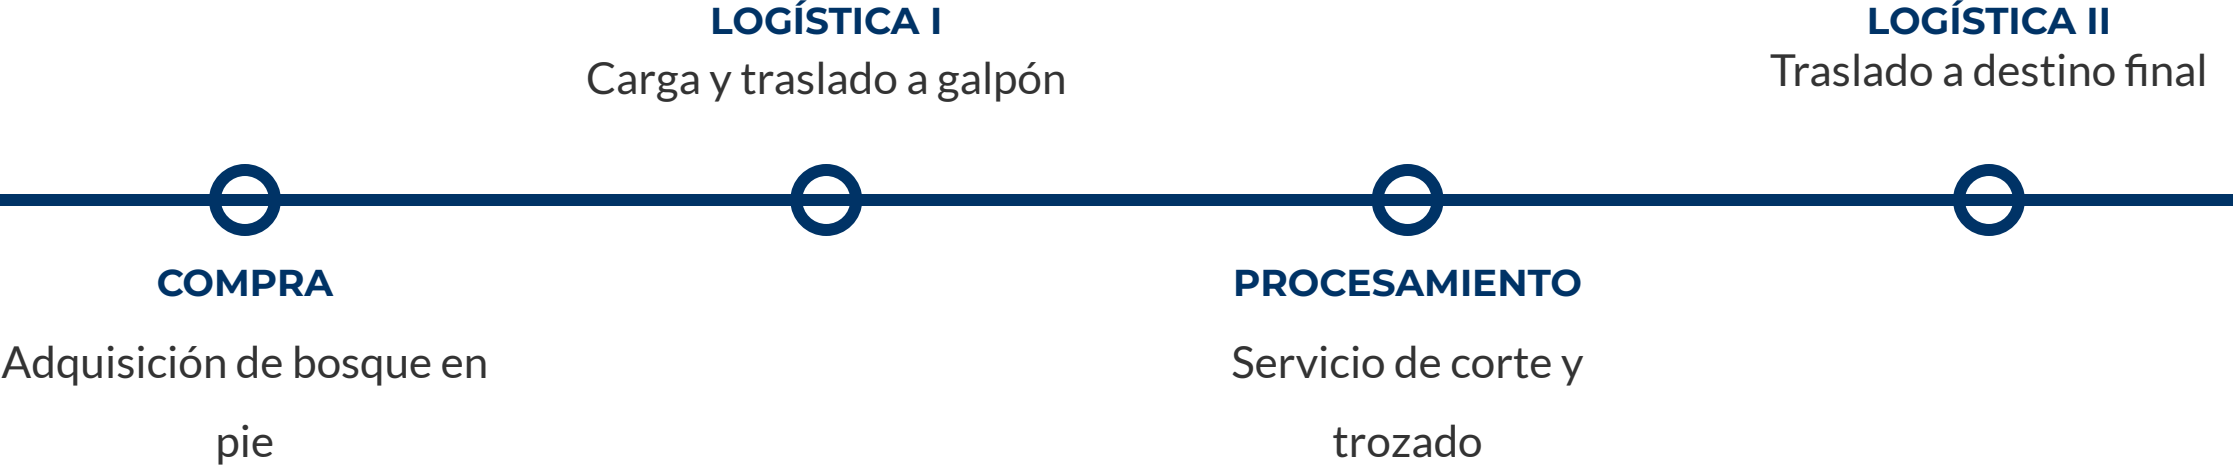 LOGÍSTICA I
Carga y traslado a galpón
LOGÍSTICA II
Traslado a destino final
COMPRA
Adquisición de bosque en
pie
PROCESAMIENTO
Servicio de corte y
trozado